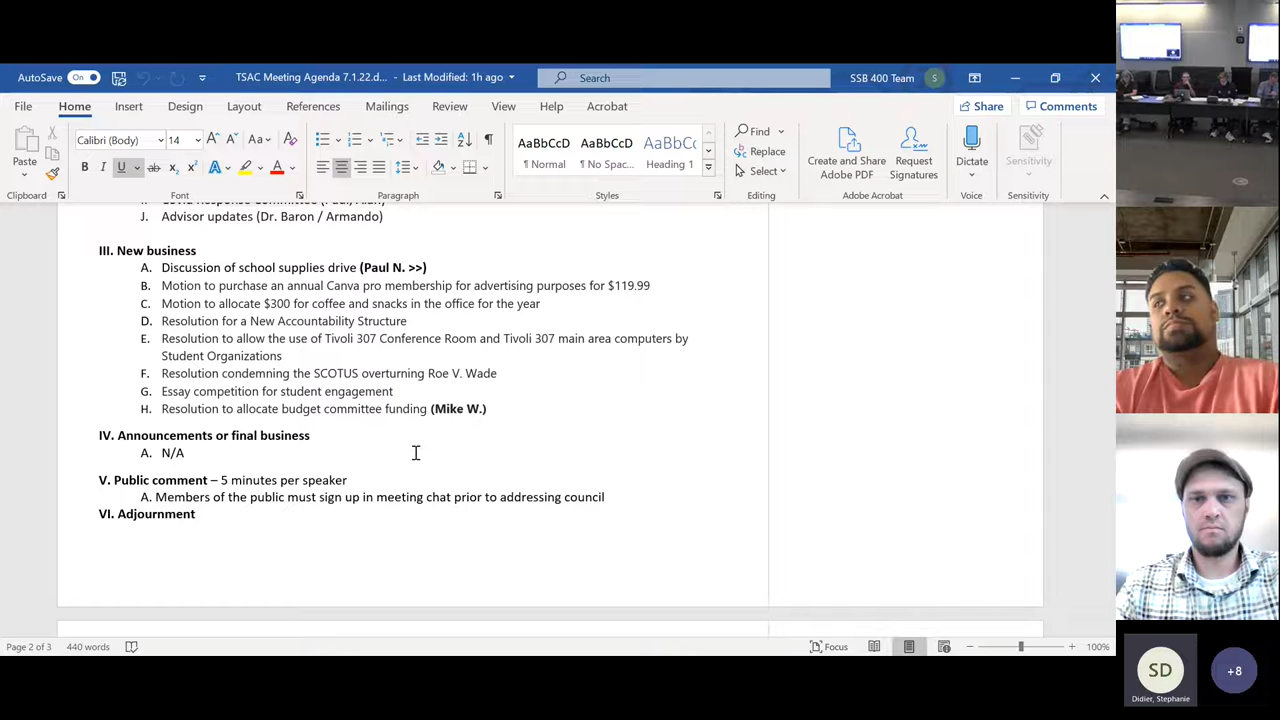 AutoSave On TSAC Meeting Agenda 7.1.22.d... - Last Modified: 1h ago Search SSB 400 Team S
File Home Insert Design Layout References Mailings Review View Help Acrobat Share Comments
Calibri (Body) 14 Aa AaBbCcD AaBbCcD AaBbCc Find
Paste Replace
B I U ab x₂ x² A A A ¶ Normal ¶ No Spac... Heading 1 Select
Create and Share Adobe PDF Request Signatures Dictate Sensitivity
Clipboard Font Paragraph Styles Editing Adobe Acrobat Voice Sensitivity
J. Advisor updates (Dr. Baron / Armando)
III. New business
A. Discussion of school supplies drive (Paul N. >>)
B. Motion to purchase an annual Canva pro membership for advertising purposes for $119.99
C. Motion to allocate $300 for coffee and snacks in the office for the year
D. Resolution for a New Accountability Structure
E. Resolution to allow the use of Tivoli 307 Conference Room and Tivoli 307 main area computers by
Student Organizations
F. Resolution condemning the SCOTUS overturning Roe V. Wade
G. Essay competition for student engagement
H. Resolution to allocate budget committee funding (Mike W.)
IV. Announcements or final business
A. N/A
V. Public comment – 5 minutes per speaker
A. Members of the public must sign up in meeting chat prior to addressing council
VI. Adjournment
Page 2 of 3 440 words Focus 100%
SD
Didier, Stephanie
+8